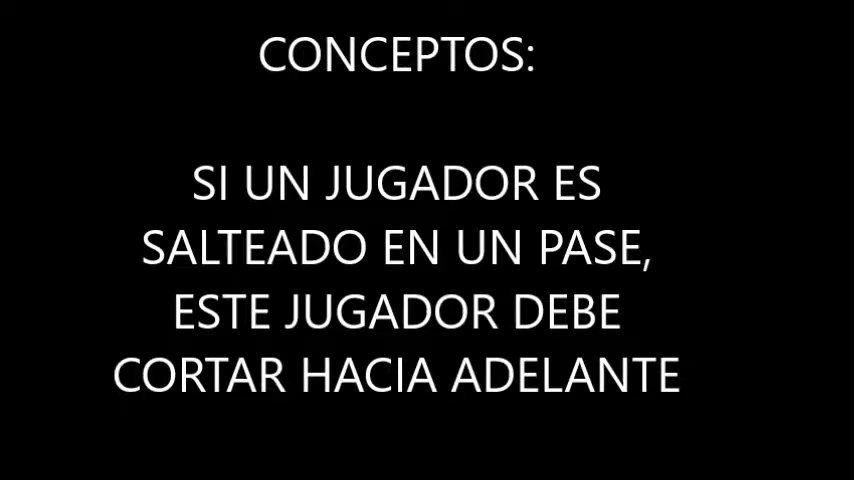 CONCEPTOS:
SI UN JUGADOR ES
SALTEADO EN UN PASE,
ESTE JUGADOR DEBE
CORTAR HACIA ADELANTE